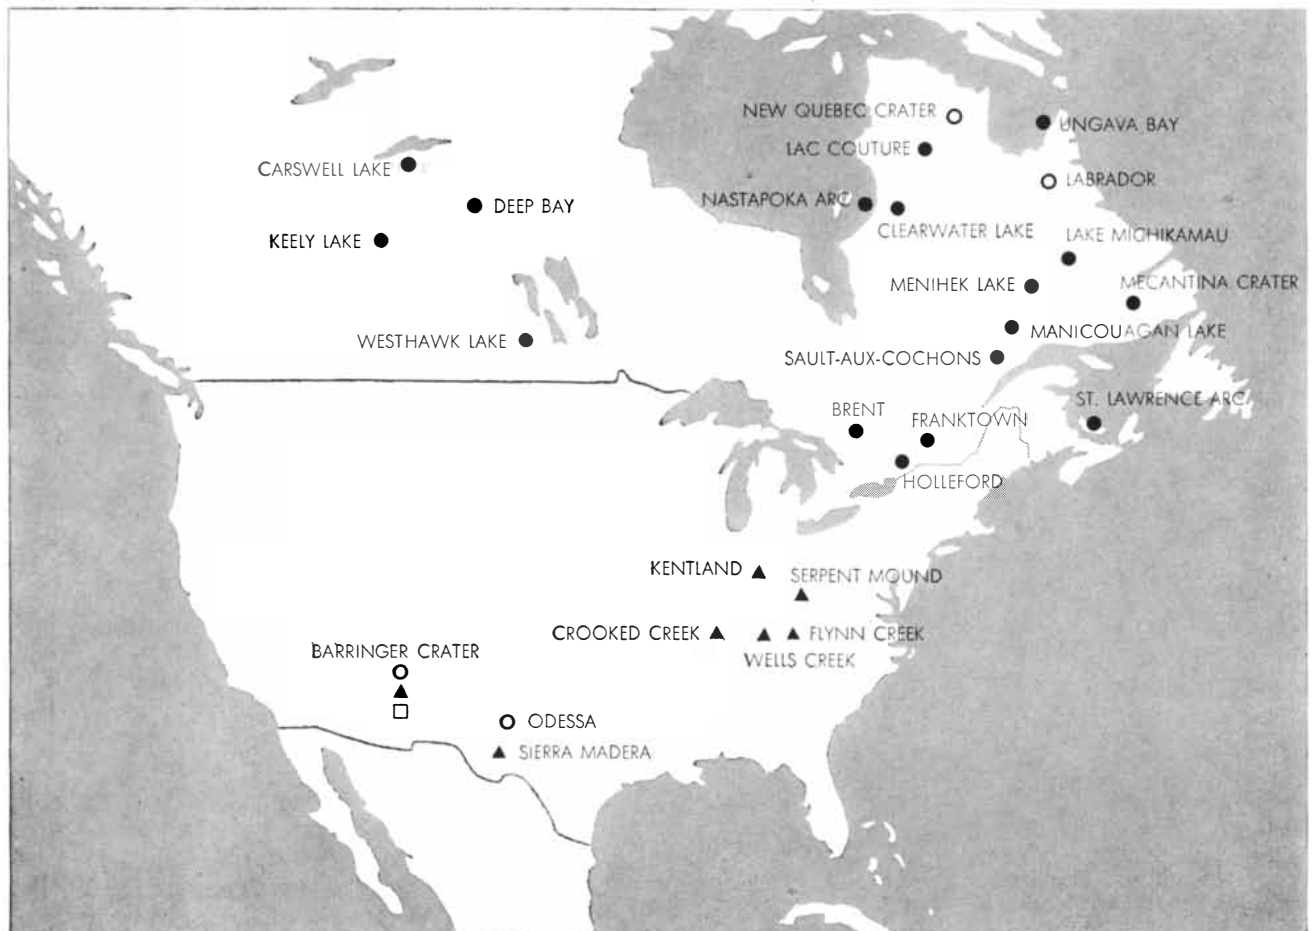 NEW QUEBEC CRATER
UNGAVA BAY
LAC COUTURE
CARSWELL LAKE
LABRADOR
NASTAPOKA ARC
DEEP BAY
CLEARWATER LAKE
LAKE MICHIKAMAU
KEELY LAKE
MENIHEK LAKE
MECANTINA CRATER
MANICOUAGAN LAKE
WESTHAWK LAKE
SAULT-AUX-COCHONS
ST. LAWRENCE ARC
BRENT
FRANKTOWN
HOLLEFORD
KENTLAND
SERPENT MOUND
CROOKED CREEK
FLYNN CREEK
WELLS CREEK
BARRINGER CRATER
ODESSA
SIERRA MADERA